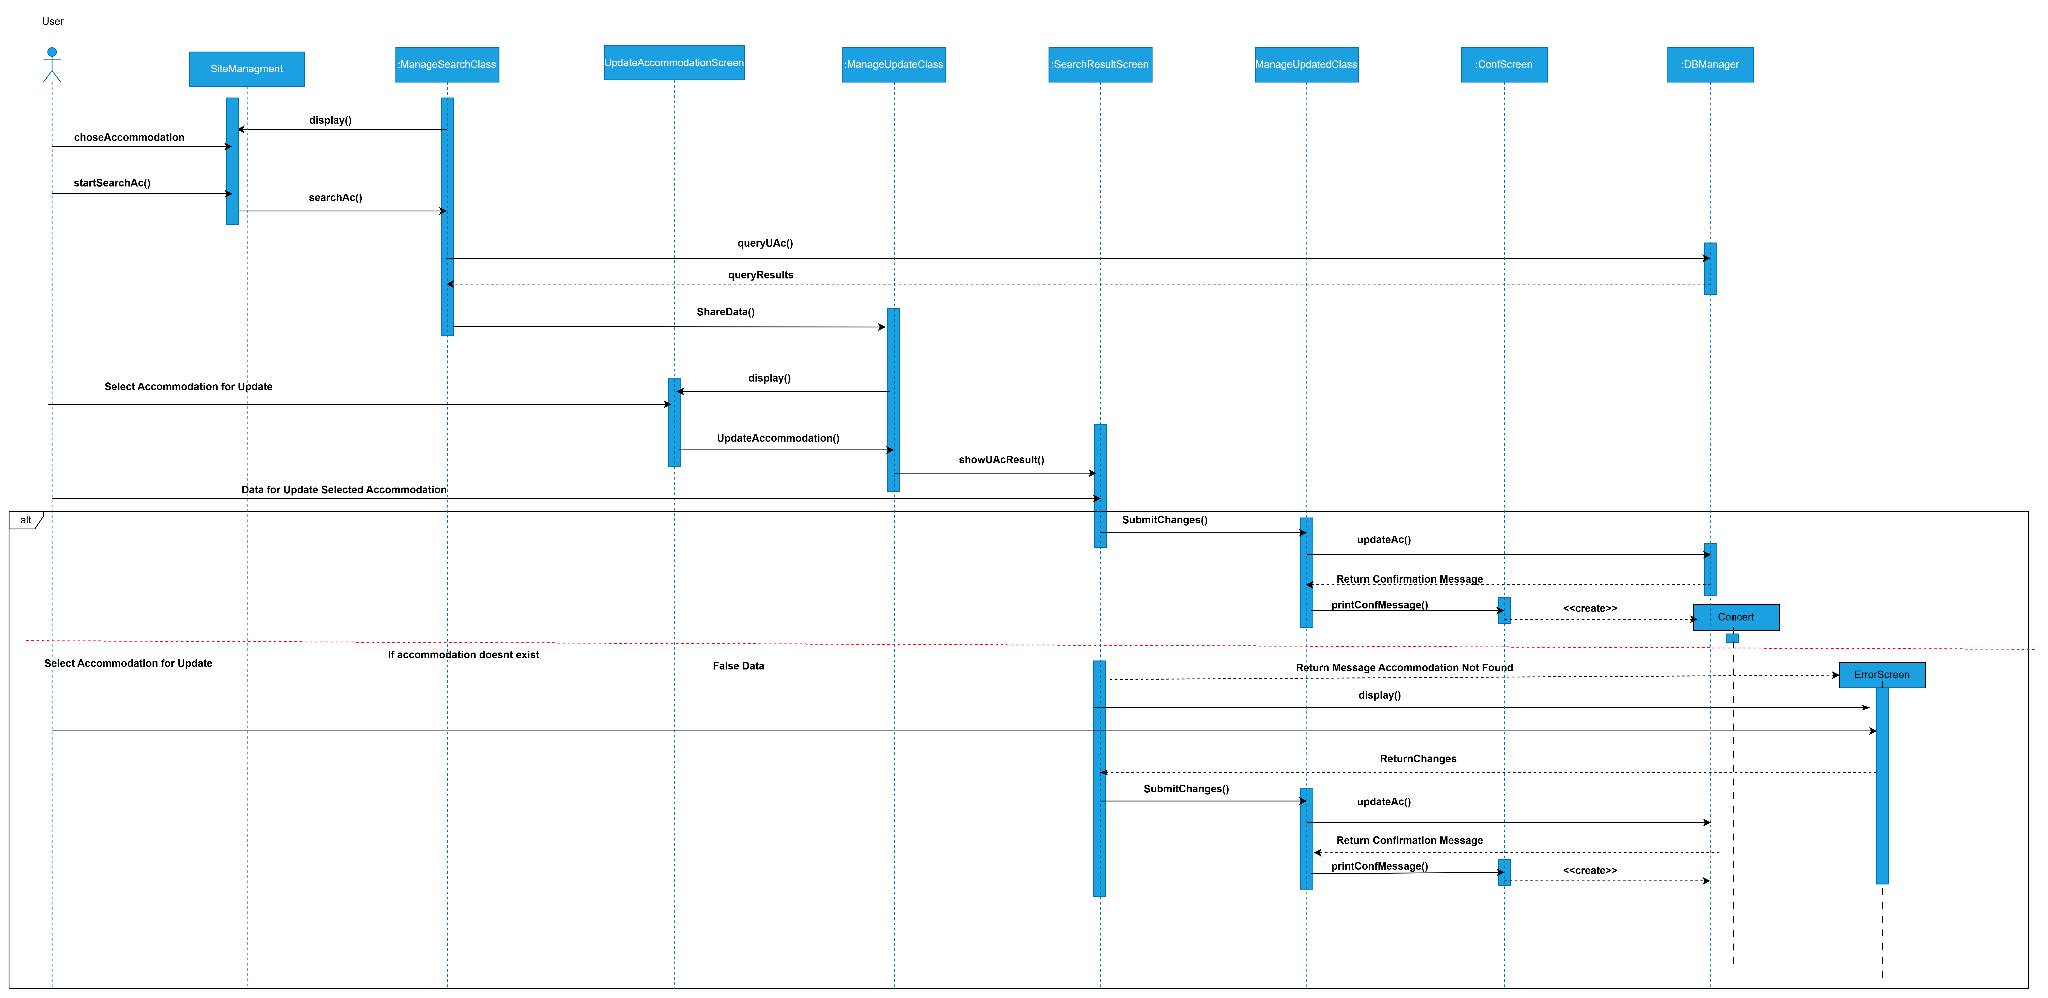 User
SiteManagment
:ManageSearchClass
UpdateAccommodationScreen
:ManageUpdateClass
:SearchResultScreen
ManageUpdatedClass
:ConfScreen
:DBManager
display()
choseAccommodation
startSearchAc()
searchAc()
queryUAc()
queryResults
ShareData()
display()
Select Accommodation for Update
UpdateAccommodation()
showUAcResult()
Data for Update Selected Accommodation
alt
SubmitChanges()
updateAc()
Return Confirmation Message
printConfMessage()
<<create>>
Concert
If accommodation doesnt exist
Select Accommodation for Update
False Data
Return Message Accommodation Not Found
ErrorScreen
display()
ReturnChanges
SubmitChanges()
updateAc()
Return Confirmation Message
printConfMessage()
<<create>>